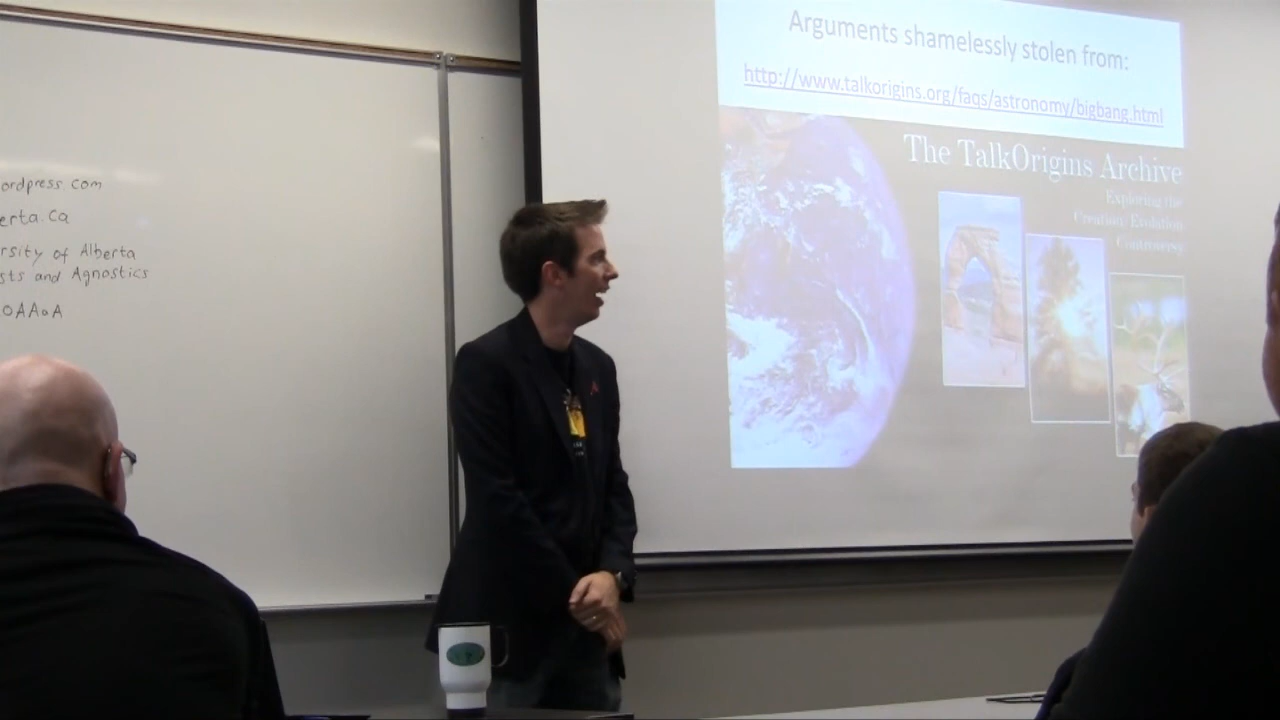 ordpress.com
erta.ca
rsity of Alberta
sts and Agnostics
OAAaA
Arguments shamelessly stolen from:
http://www.talkorigins.org/faqs/astronomy/bigbang.html
The TalkOrigins Archive
Exploring the
Creation/Evolution
Controversy